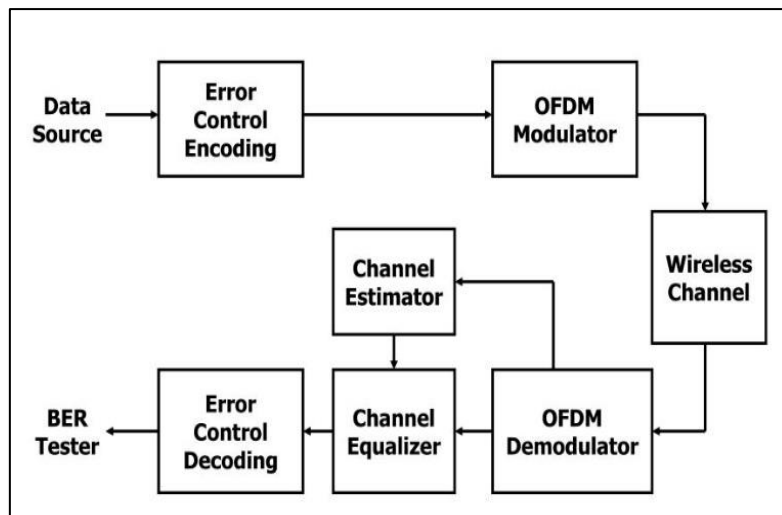 Data
Source
Error
Control
Encoding
OFDM
Modulator
Wireless
Channel
Channel
Estimator
BER
Tester
Error
Control
Decoding
Channel
Equalizer
OFDM
Demodulator